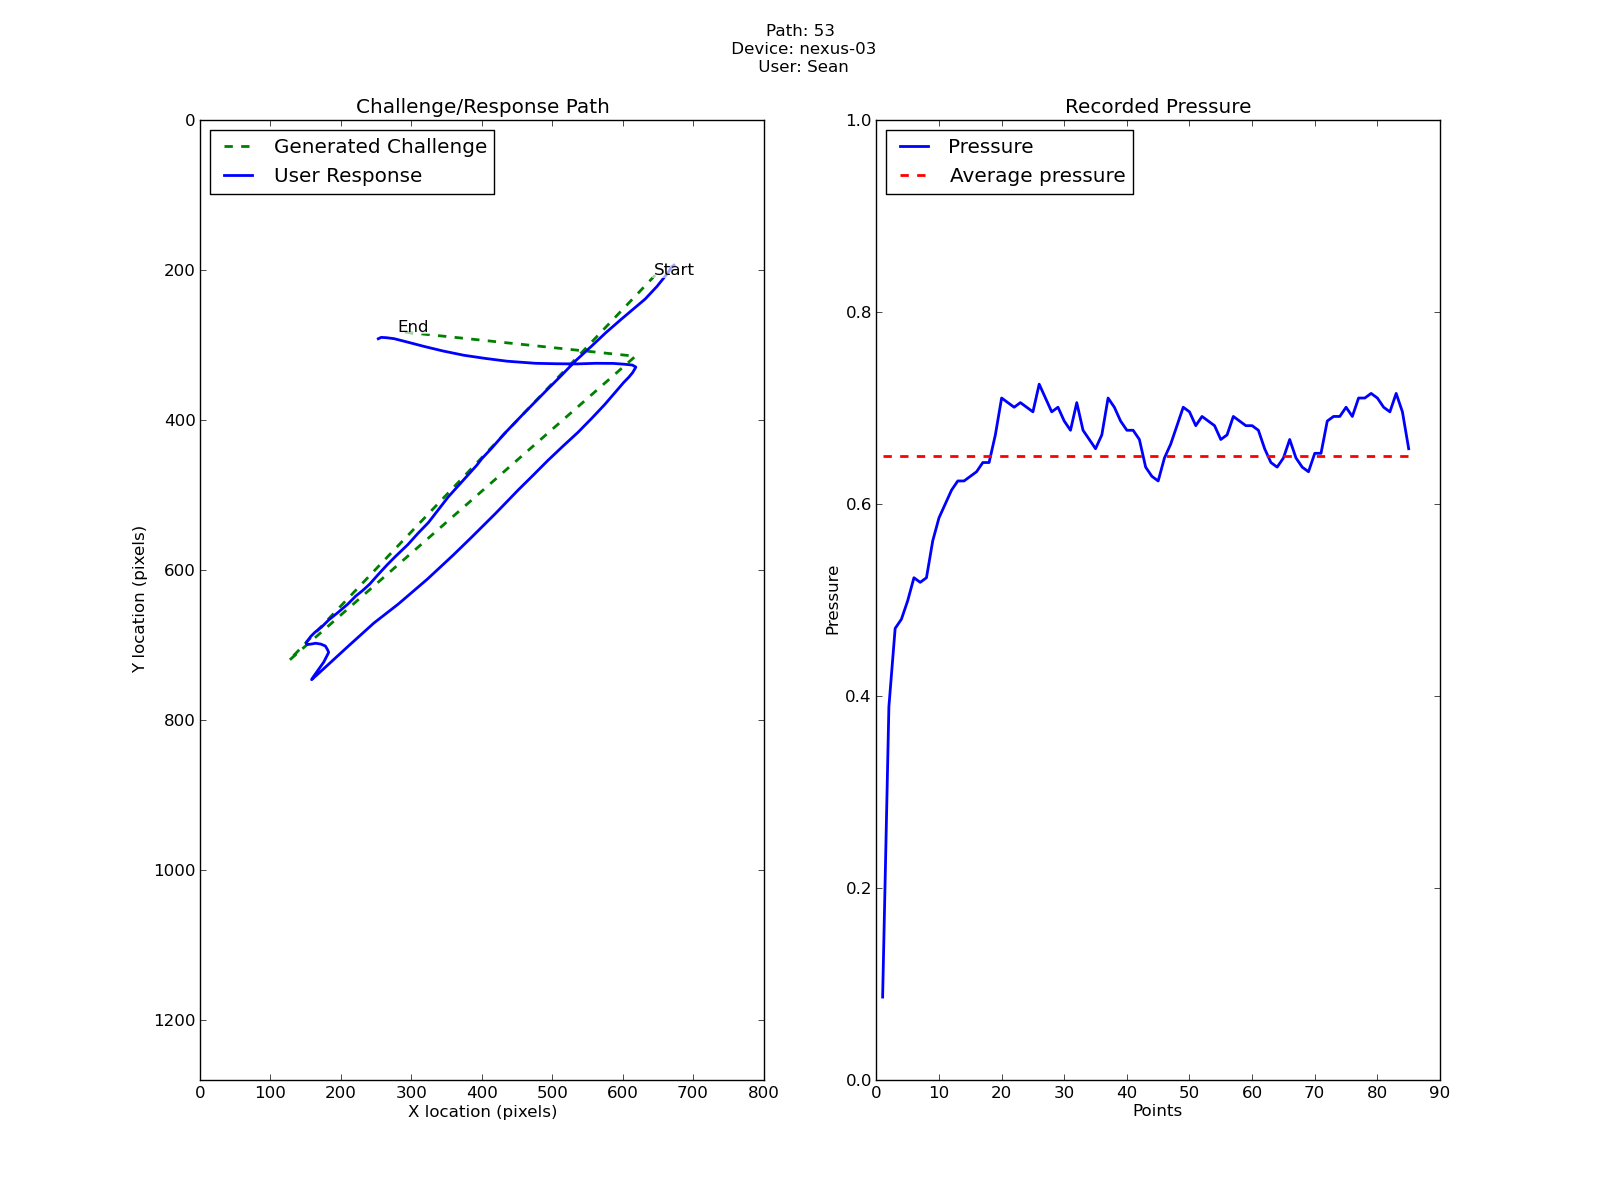 Path: 53
Device: nexus-03
User: Sean
Challenge/Response Path
Generated Challenge
User Response
Start
End
0
200
400
600
800
1000
1200
Y location (pixels)
0 100 200 300 400 500 600 700 800
X location (pixels)
Recorded Pressure
Pressure
Average pressure
1.0
0.8
0.6
0.4
0.2
0.0
Pressure
0 10 20 30 40 50 60 70 80 90
Points